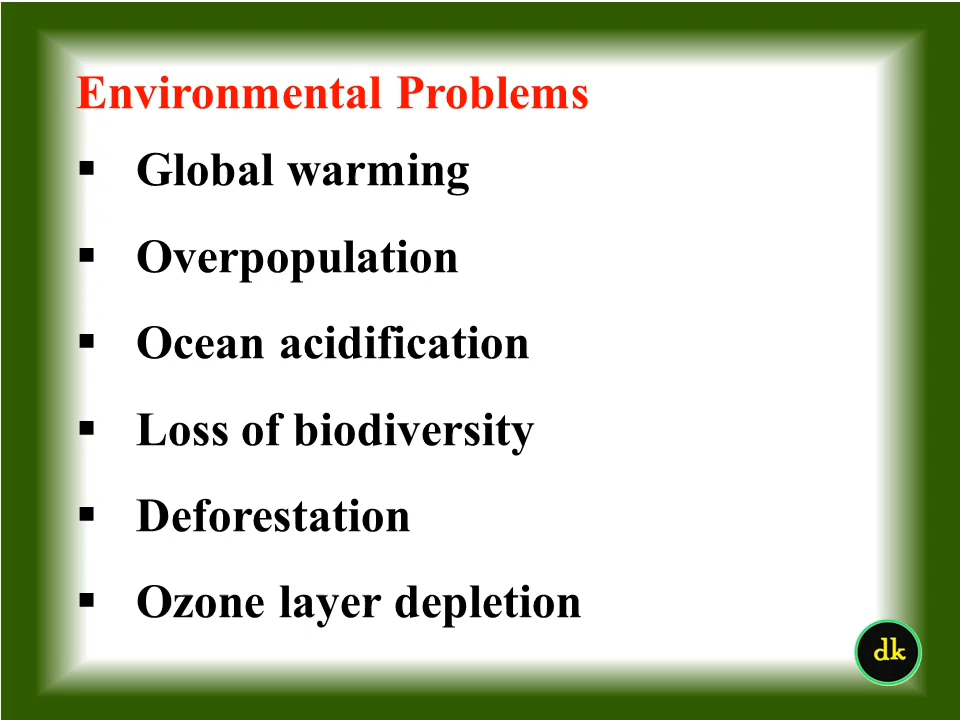 Environmental Problems
▪ Global warming
▪ Overpopulation
▪ Ocean acidification
▪ Loss of biodiversity
▪ Deforestation
▪ Ozone layer depletion
dk